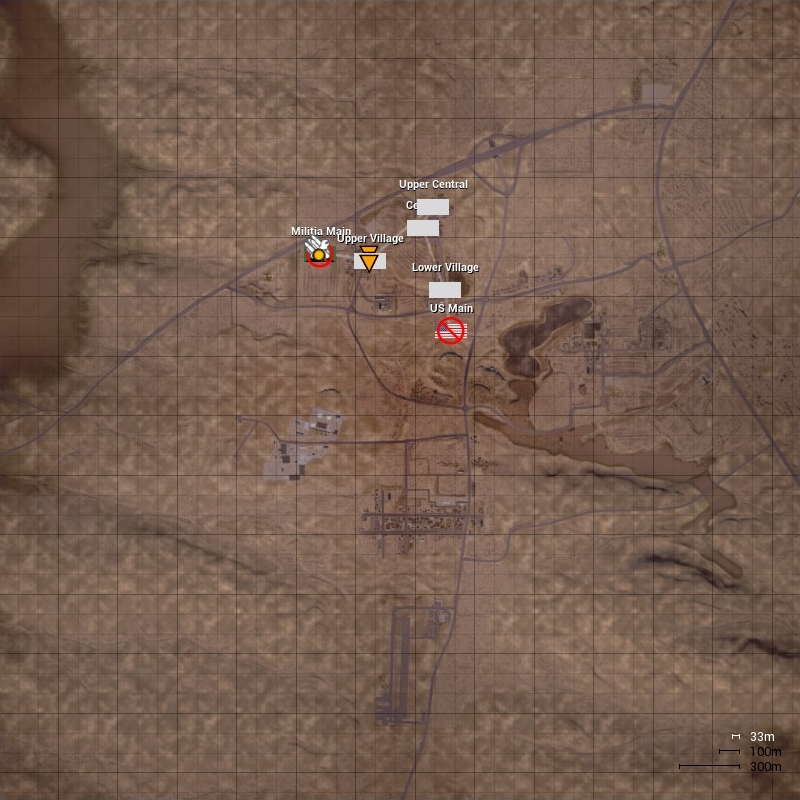 Upper Central
Militia Main
Upper Village
Lower Village
US Main
33m
100m
300m